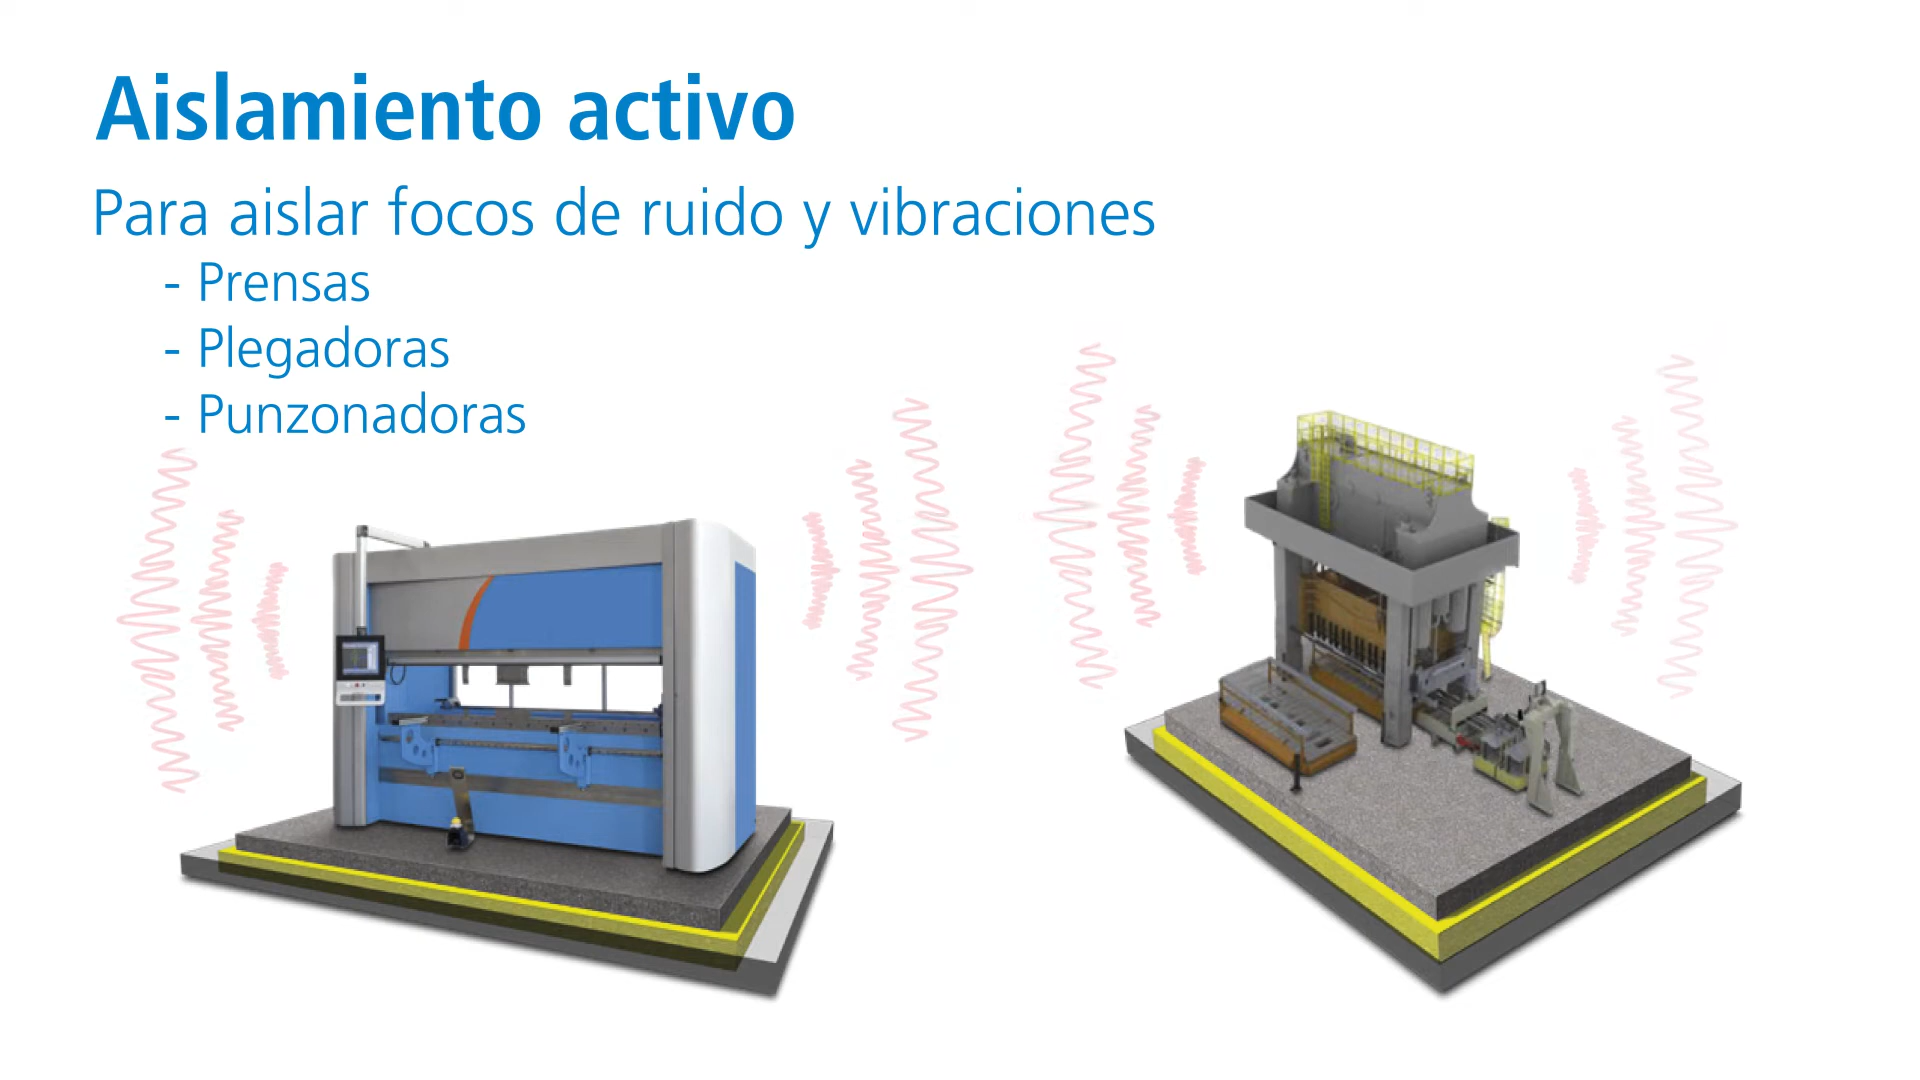 Aislamiento activo
Para aislar focos de ruido y vibraciones
- Prensas
- Plegadoras
- Punzonadoras